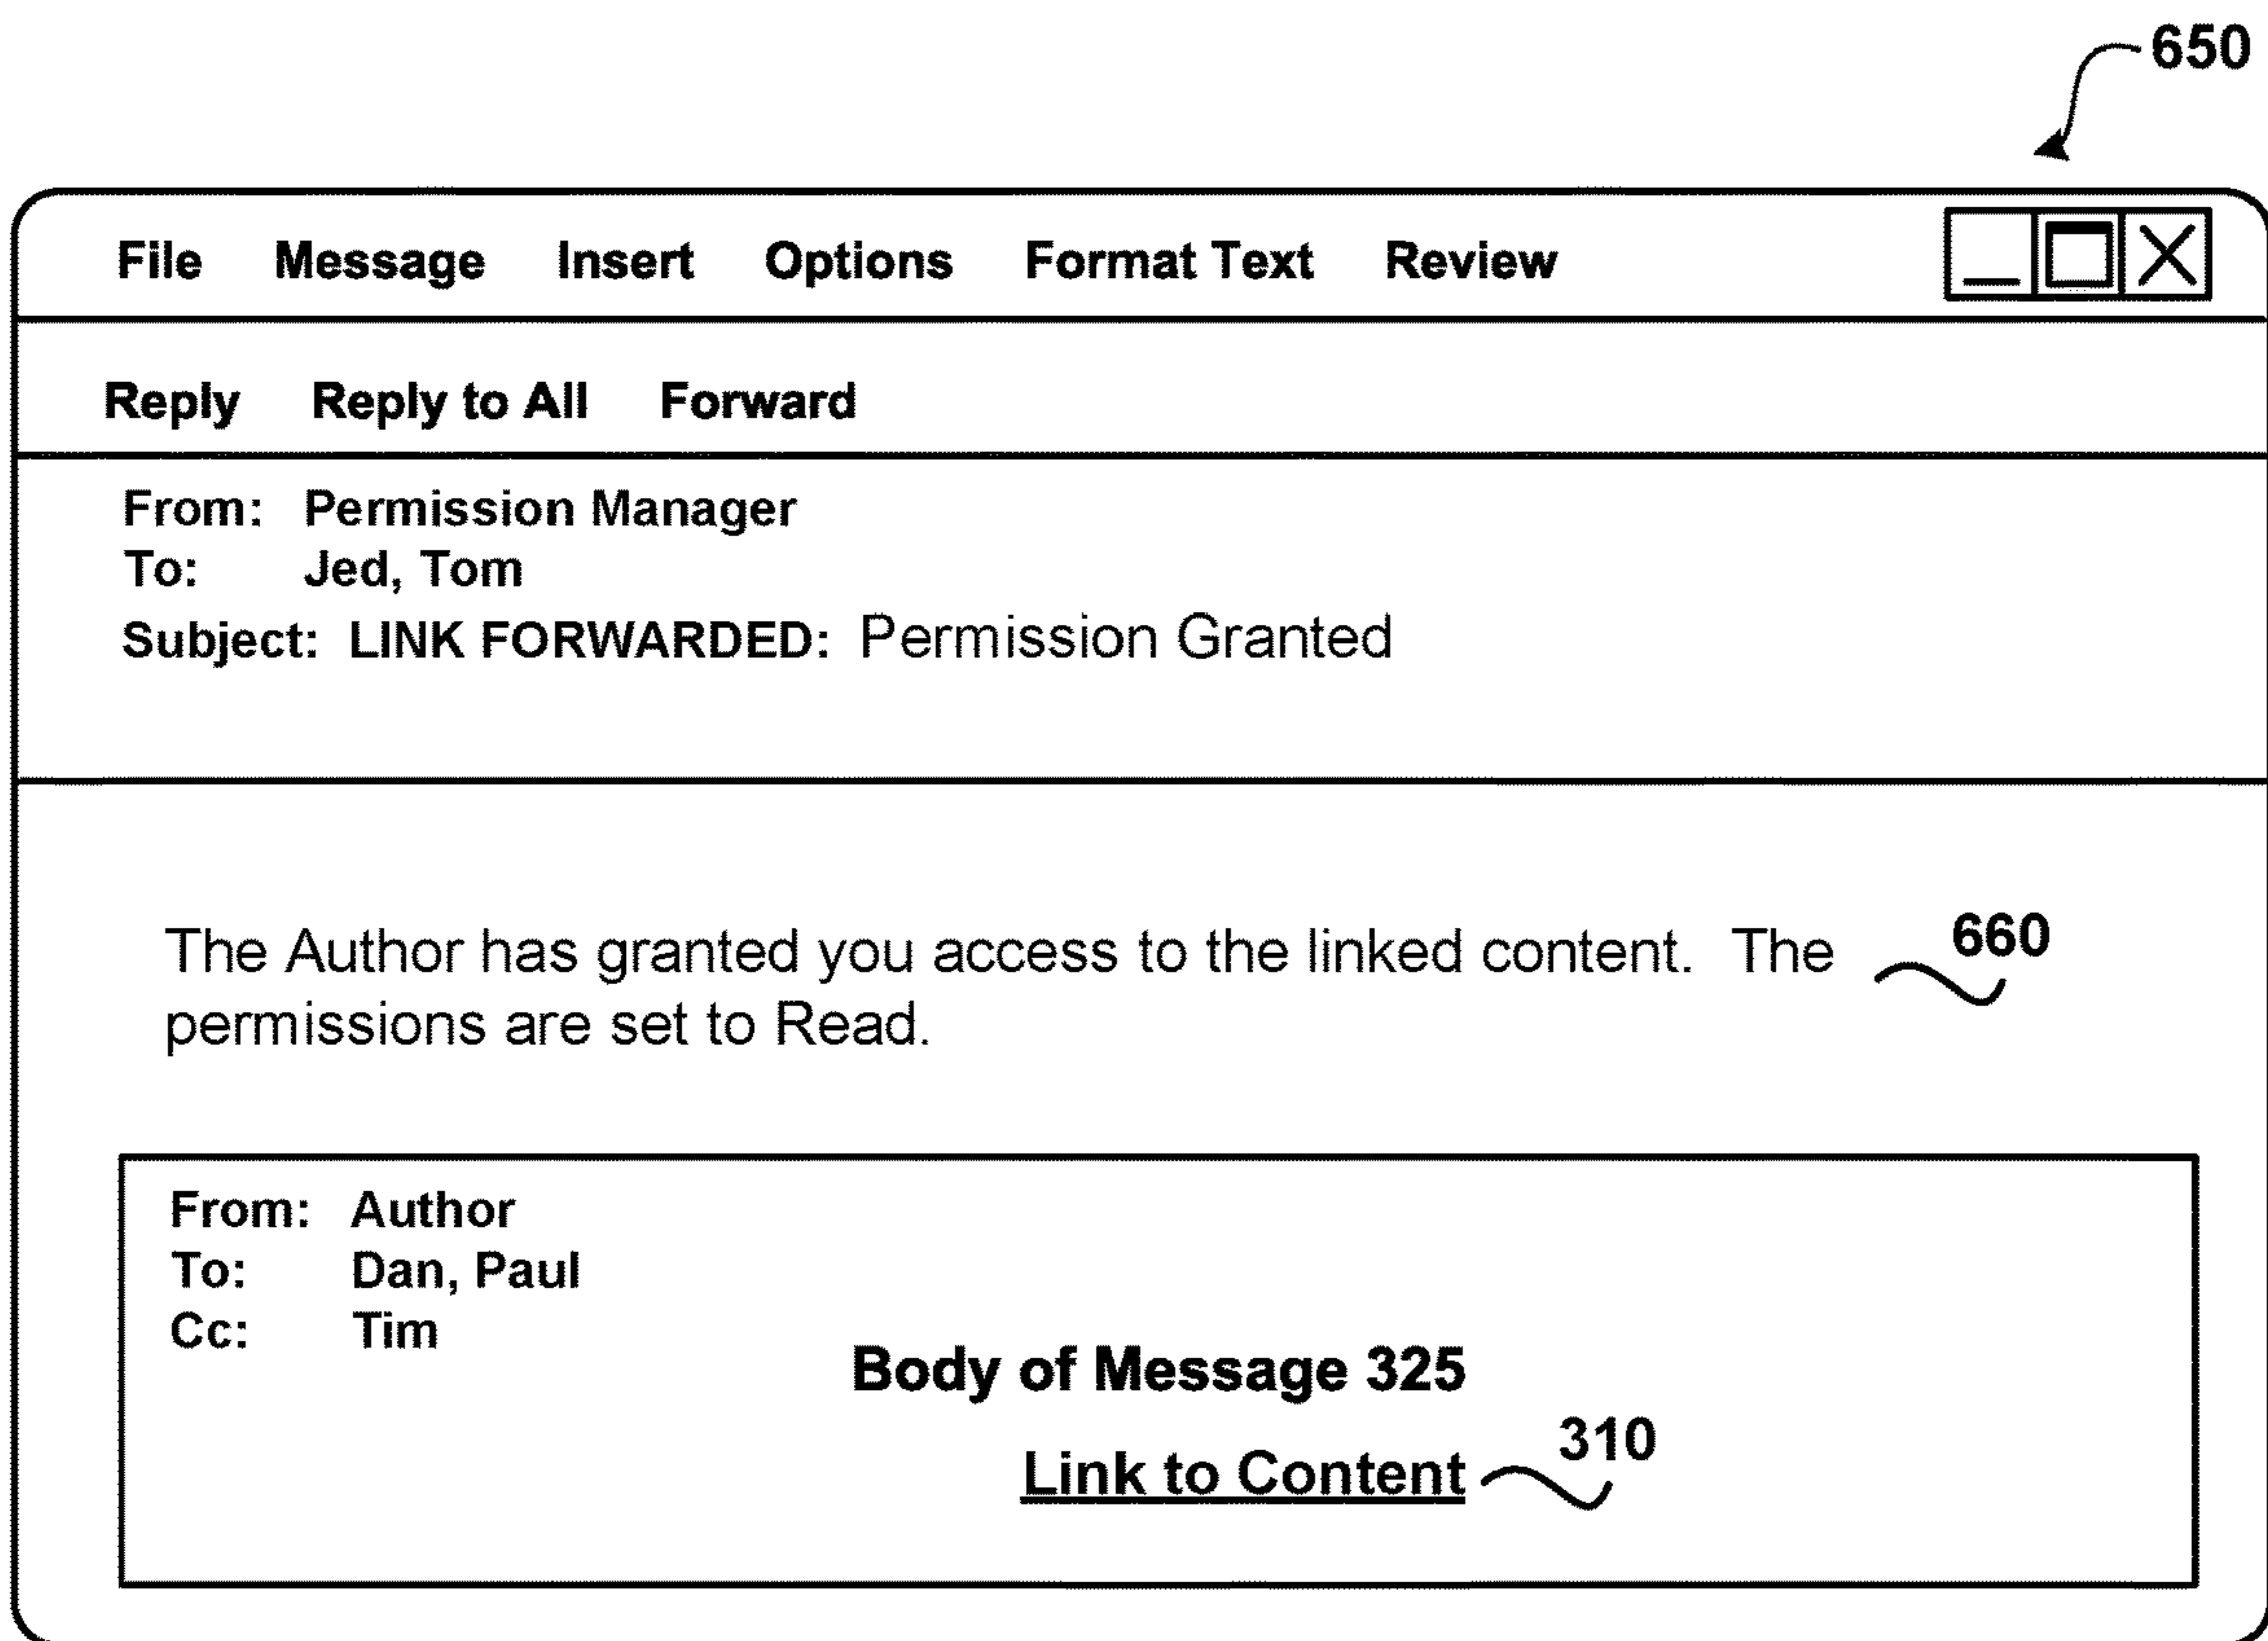 650
File Message Insert Options Format Text Review
Reply Reply to All Forward
From: Permission Manager
To: Jed, Tom
Subject: LINK FORWARDED: Permission Granted
The Author has granted you access to the linked content. The 660
permissions are set to Read.
From: Author
To: Dan, Paul
Cc: Tim
Body of Message 325
Link to Content 310